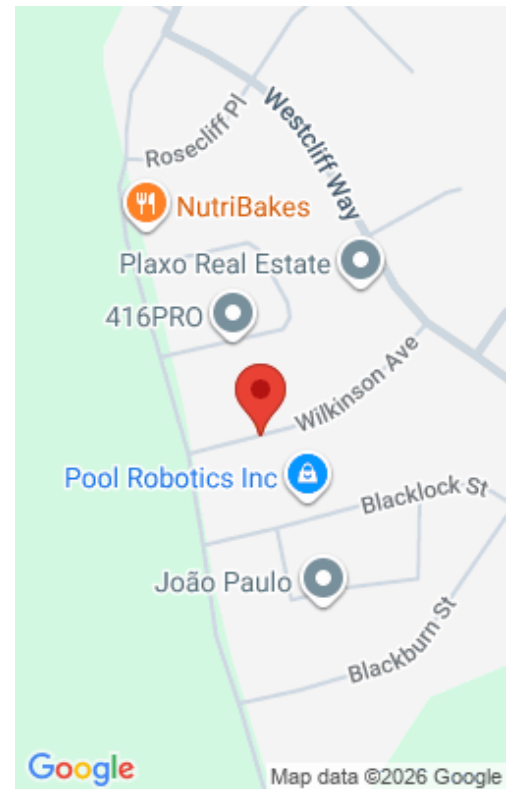 Westcliff Way
Rosecliff Pl
NutriBakes
Plaxo Real Estate
416PRO
Wilkinson Ave
Pool Robotics Inc
Blacklock St
João Paulo
Blackburn St
Google
Map data ©2026 Google